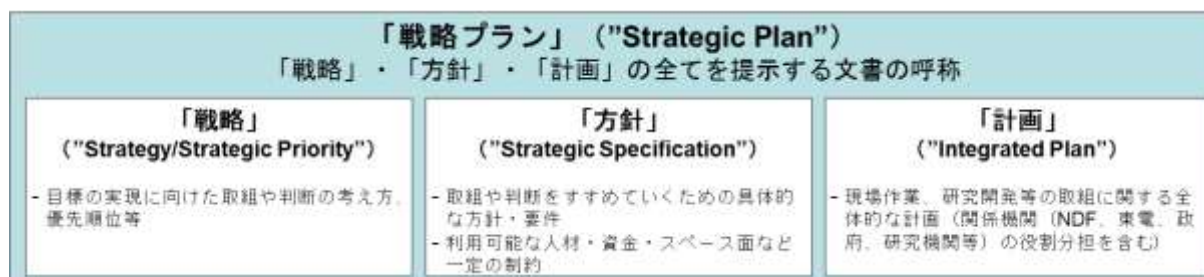 「戦略プラン」（”Strategic Plan”）
「戦略」・「方針」・「計画」の全てを提示する文書の呼称
「戦略」
（”Strategy/Strategic Priority”）
- 目標の実現に向けた取組や判断の考え方、
優先順位等
「方針」
（”Strategic Specification”）
- 取組や判断をすすめていくための具体的
な方針・要件
- 利用可能な人材・資金・スペース面など
一定の制約
「計画」
（”Integrated Plan”）
- 現場作業、研究開発等の取組に関する全
体的な計画（関係機関（NDF、東電、政
府、研究機関等）の役割分担を含む）